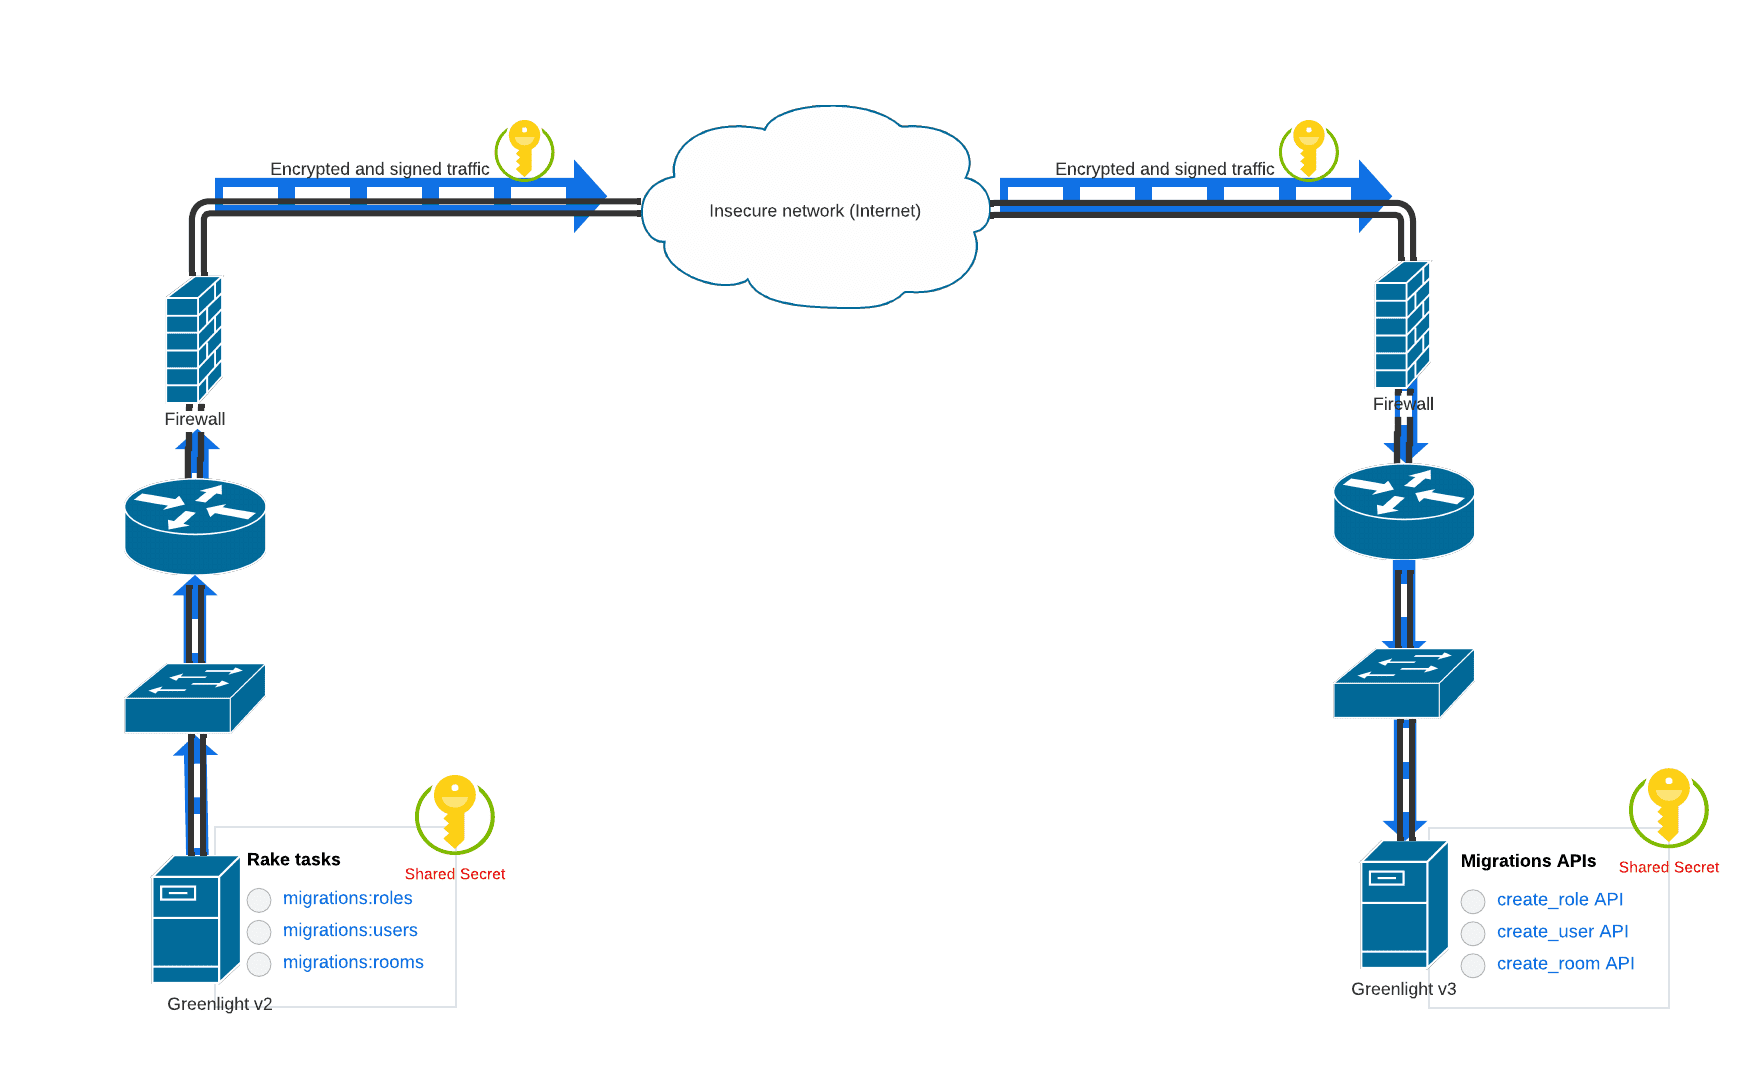 Encrypted and signed traffic
Encrypted and signed traffic
Insecure network (Internet)
Firewall
Firewall
Rake tasks
Shared Secret
migrations:roles
migrations:users
migrations:rooms
Greenlight v2
Migrations APIs
Shared Secret
create_role API
create_user API
create_room API
Greenlight v3